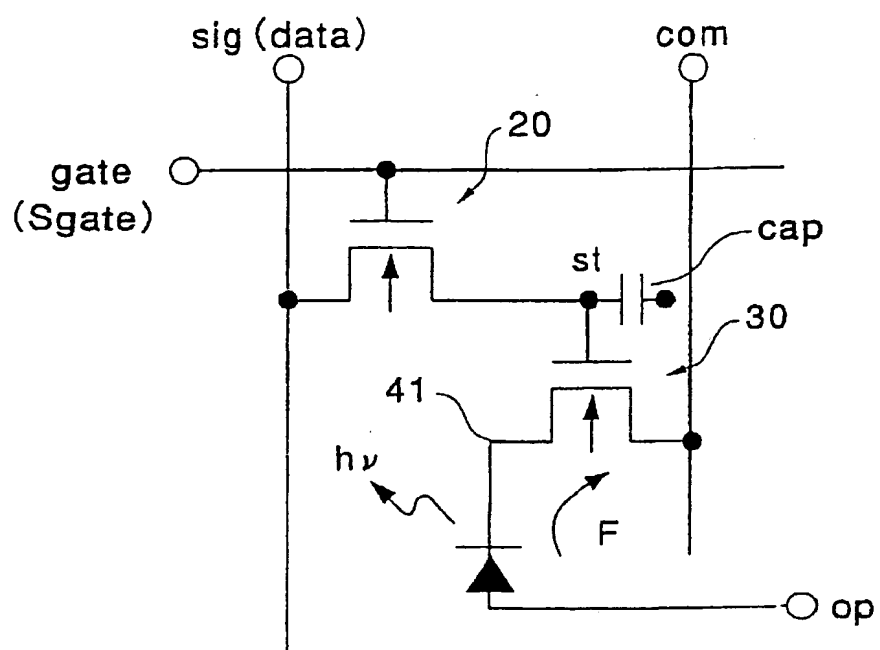 sig (data)
com
20
gate
(Sgate)
cap
st
30
41
hν
F
op